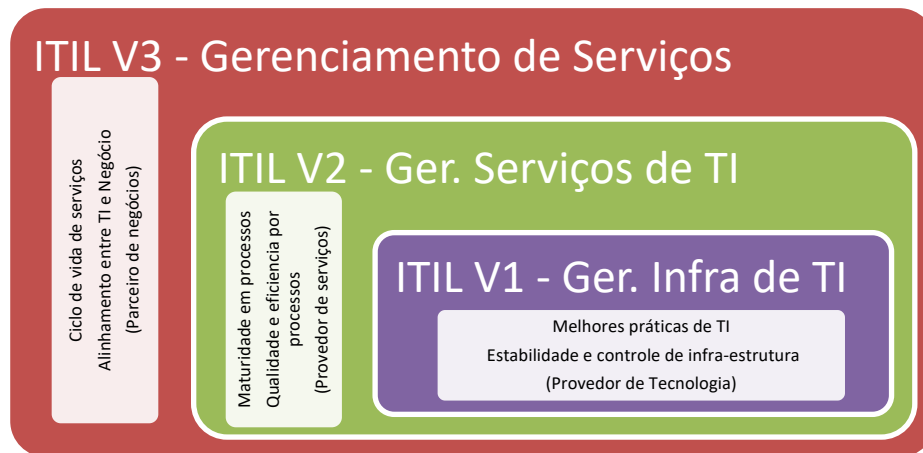 ITIL V3 - Gerenciamento de Serviços
Ciclo de vida de serviços
Alinhamento entre TI e Negócio
(Parceiro de negócios)
ITIL V2 - Ger. Serviços de TI
Maturidade em processos
Qualidade e eficiencia por
processos
(Provedor de serviços)
ITIL V1 - Ger. Infra de TI
Melhores práticas de TI
Estabilidade e controle de infra-estrutura
(Provedor de Tecnologia)